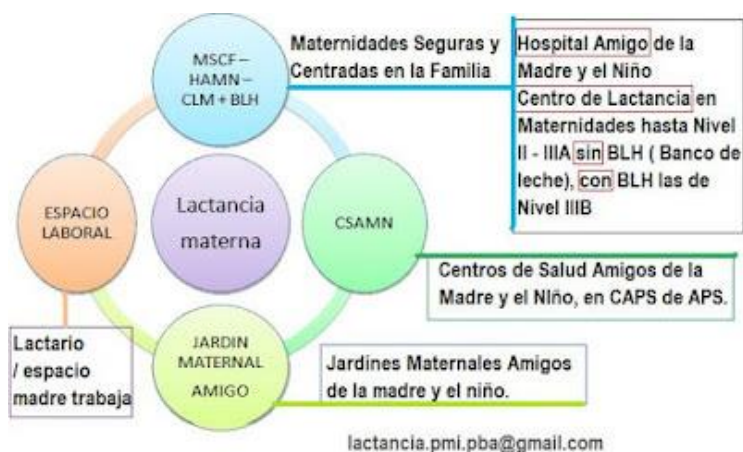 MSCF –
HAMN –
CLM + BLH
Maternidades Seguras y
Centradas en la Familia
Hospital Amigo de la
Madre y el Niño
Centro de Lactancia en
Maternidades hasta Nivel
II - IIIA sin BLH ( Banco de
leche), con BLH las de
Nivel IIIB
ESPACIO
LABORAL
Lactancia
materna
CSAMN
Centros de Salud Amigos de la
Madre y el NIño, en CAPS de APS.
Lactario
/ espacio
madre trabaja
JARDIN
MATERNAL
AMIGO
Jardines Maternales Amigos
de la madre y el niño.
lactancia.pmi.pba@gmail.com